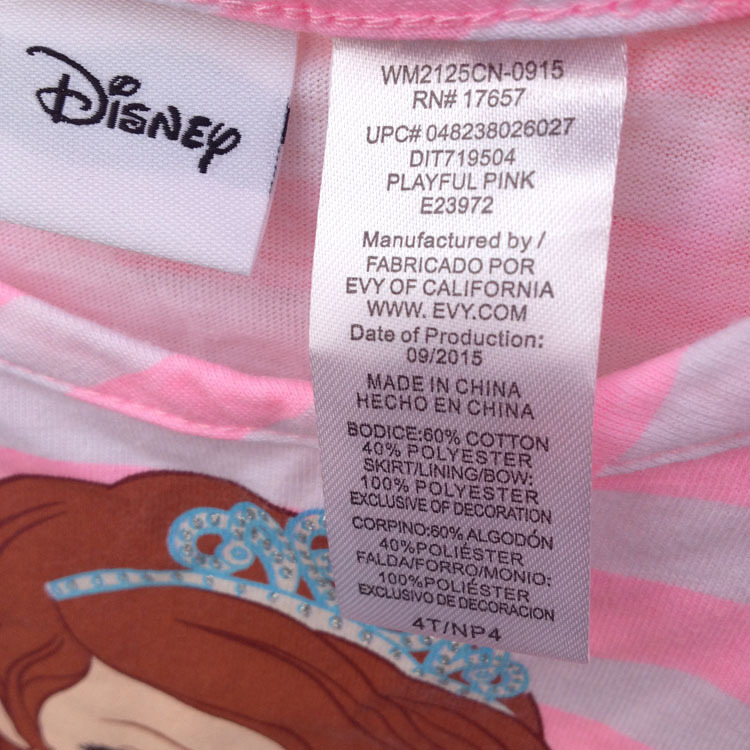 Disney
WM2125CN-0915
RN# 17657
UPC# 048238026027
DIT719504
PLAYFUL PINK
E23972
Manufactured by /
FABRICADO POR
EVY OF CALIFORNIA
WWW. EVY.COM
Date of Production:
09/2015
MADE IN CHINA
HECHO EN CHINA
BODICE:60% COTTON
40% POLYESTER
SKIRT/LINING/BOW:
100% POLYESTER
EXCLUSIVE OF DECORATION
CORPINO:60% ALGODÓN
40%POLIÉSTER
FALDA/FORRO/MONIO:
100%POLIÉSTER
EXCLUSIVO DE DECORACION
4T/NP4